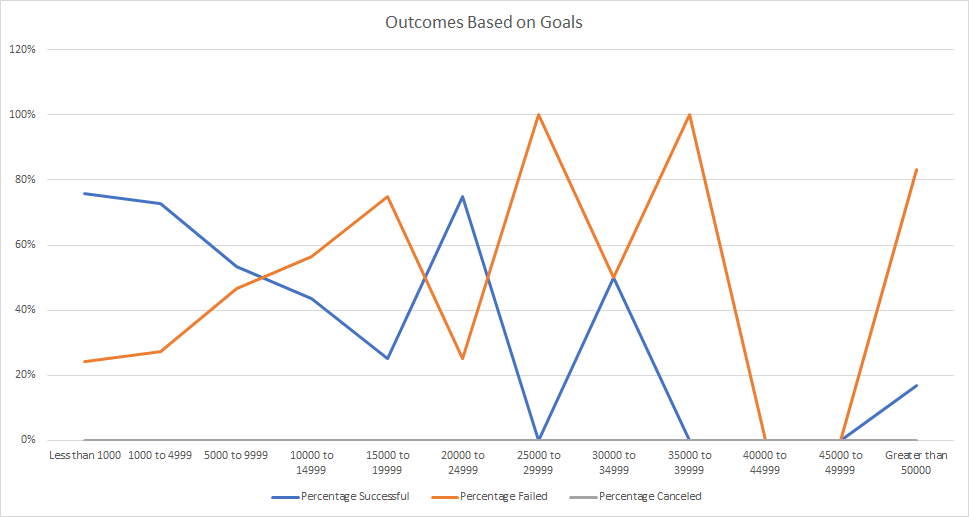 Outcomes Based on Goals
120%
100%
80%
60%
40%
20%
0%
Less than 1000 1000 to 4999 5000 to 9999 10000 to 15000 to 20000 to 25000 to 30000 to 35000 to 40000 to 45000 to Greater than
14999 19999 24999 29999 34999 39999 44999 49999 50000
Percentage Successful Percentage Failed Percentage Canceled